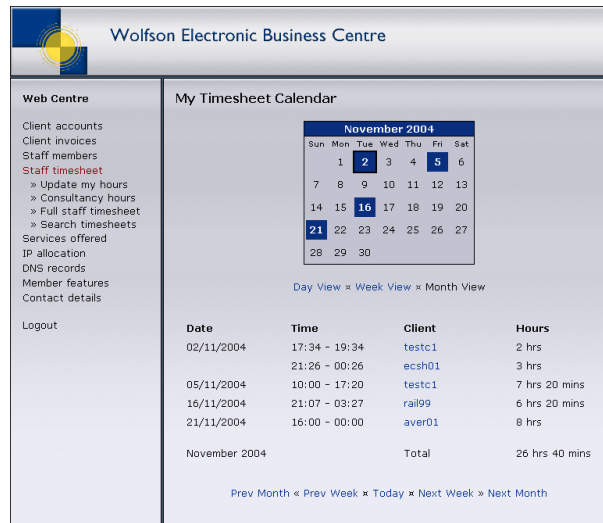 Wolfson Electronic Business Centre
Web Centre
Client accounts
Client invoices
Staff members
Staff timesheet
» Update my hours
» Consultancy hours
» Full staff timesheet
» Search timesheets
Services offered
IP allocation
DNS records
Member features
Contact details
Logout
My Timesheet Calendar
November 2004
Sun Mon Tue Wed Thu Fri Sat
1 2 3 4 5 6
7 8 9 10 11 12 13
14 15 16 17 18 19 20
21 22 23 24 25 26 27
28 29 30
Day View ¤ Week View ¤ Month View
Date Time Client Hours
02/11/2004 17:34 - 19:34 testc1 2 hrs
21:26 - 00:26 ecsh01 3 hrs
05/11/2004 10:00 - 17:20 testc1 7 hrs 20 mins
16/11/2004 21:07 - 03:27 rail99 6 hrs 20 mins
21/11/2004 16:00 - 00:00 aver01 8 hrs
November 2004 Total 26 hrs 40 mins
Prev Month « Prev Week ¤ Today ¤ Next Week » Next Month